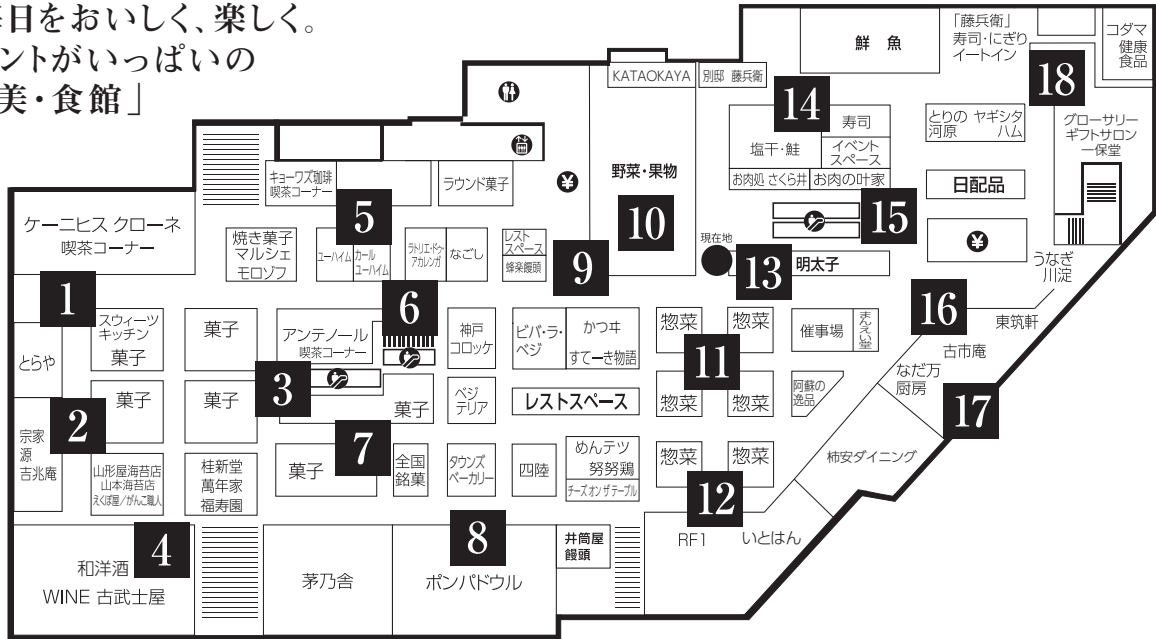 毎日をおいしく、楽しく。
ントがいっぱいの
美・食館」
KATAOKAYA
別邸 藤兵衛
鮮 魚
「藤兵衛」
寿司・にぎり
イートイン
コダマ
健康
食品
18
グローサリー
ギフトサロン
一保堂
14
寿司
塩干・鮭
イベント
スペース
お肉処 さくら井
お肉の叶家
とりの
河原
ヤギシタ
ハム
日配品
15
野菜・果物
10
キョーワズ珈琲
喫茶コーナー
ラウンド菓子
5
¥
ケーニヒス クローネ
喫茶コーナー
焼き菓子
マルシェ
モロゾフ
ユーハイム
カール
ユーハイム
ラトリエ・ドゥ・
アカレンガ
なごし
レスト
スペース
蜂楽饅頭
9
現在地
13
明太子
¥
うなぎ
川淀
1
とらや
スウィーツ
キッチン
菓子
菓子
アンテノール
喫茶コーナー
6
神戸
コロッケ
ビバ・ラ・
ベジ
かつ井
すてーき物語
惣菜
惣菜
11
惣菜
惣菜
催事場
まんえい堂
16
東筑軒
古市庵
なだ万
厨房
17
2
宗家
源
吉兆庵
菓子
菓子
3
菓子
ベジ
テリア
レストスペース
阿蘇の
逸品
柿安ダイニング
山形屋海苔店
山本海苔店
えくぼ屋/がんこ職人
桂新堂
萬年家
福寿園
菓子
7
全国
銘菓
タウンズ
ベーカリー
四陸
めんテツ
努努鶏
チーズオンザテーブル
惣菜
惣菜
12
RF1
いとはん
4
和洋酒
WINE 古武士屋
茅乃舎
8
ポンパドウル
井筒屋
饅頭